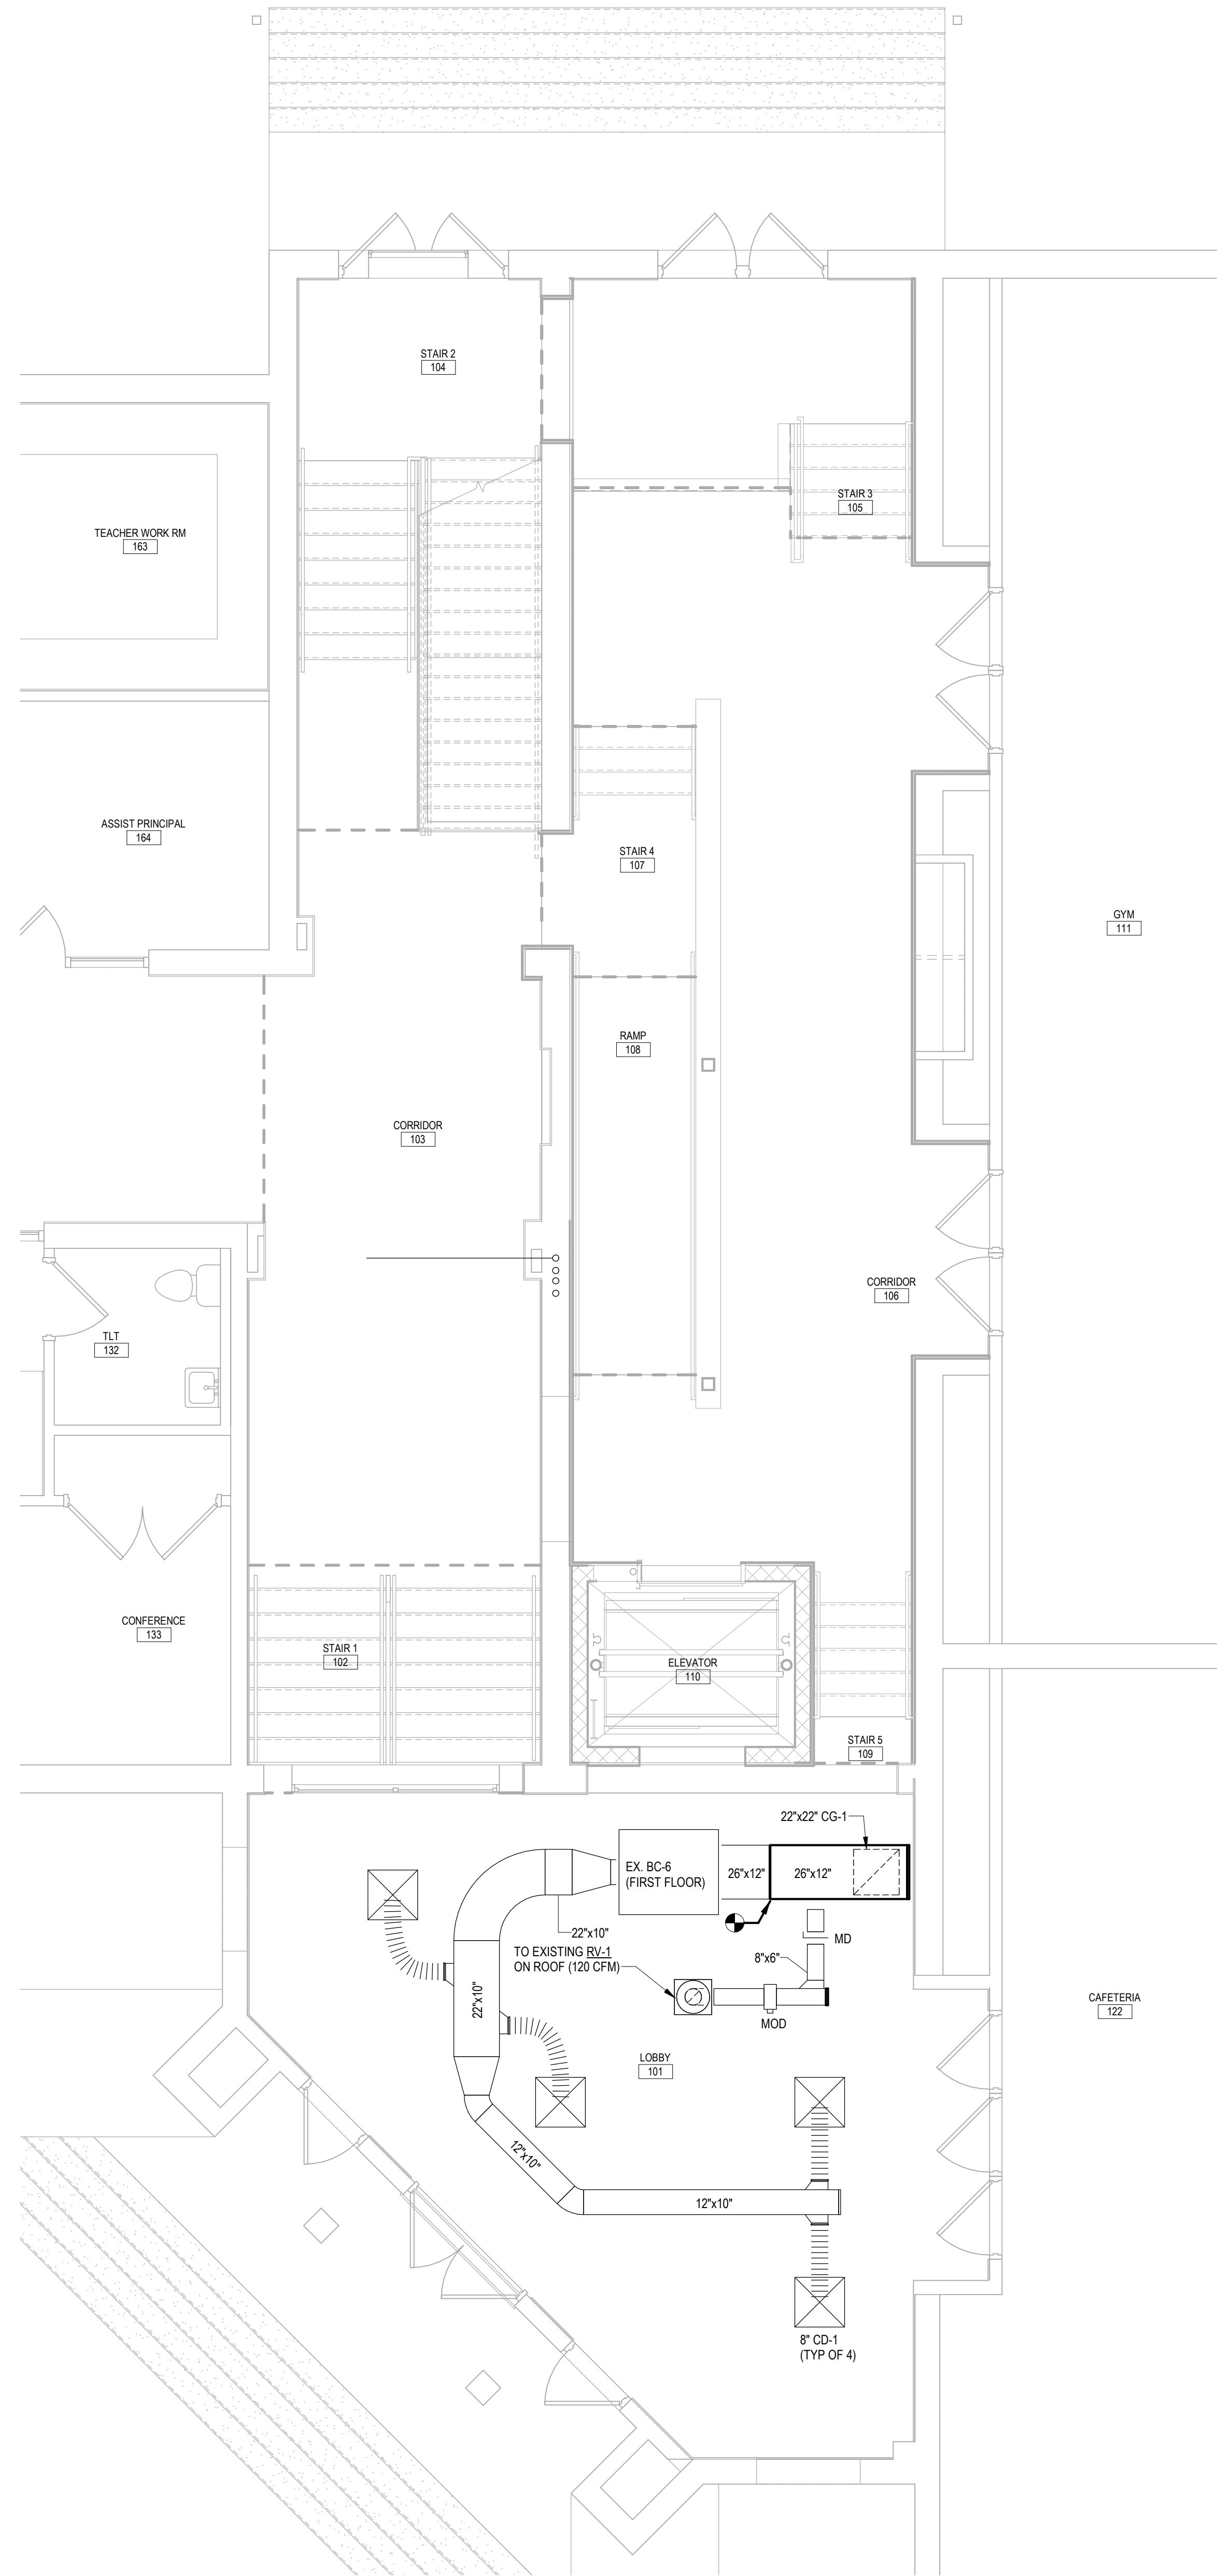 STAIR 2
104
STAIR 3
105
TEACHER WORK RM
163
ASSIST PRINCIPAL
164
STAIR 4
107
GYM
111
RAMP
108
CORRIDOR
103
CORRIDOR
106
TLT
132
CONFERENCE
133
STAIR 1
102
ELEVATOR
110
STAIR 5
109
22"x22" CG-1
EX. BC-6
(FIRST FLOOR)
26"x12"
26"x12"
22"x10"
MD
TO EXISTING RV-1
ON ROOF (120 CFM)
8"x6"
22"x10"
MOD
CAFETERIA
122
LOBBY
101
12"x10"
12"x10"
8" CD-1
(TYP OF 4)